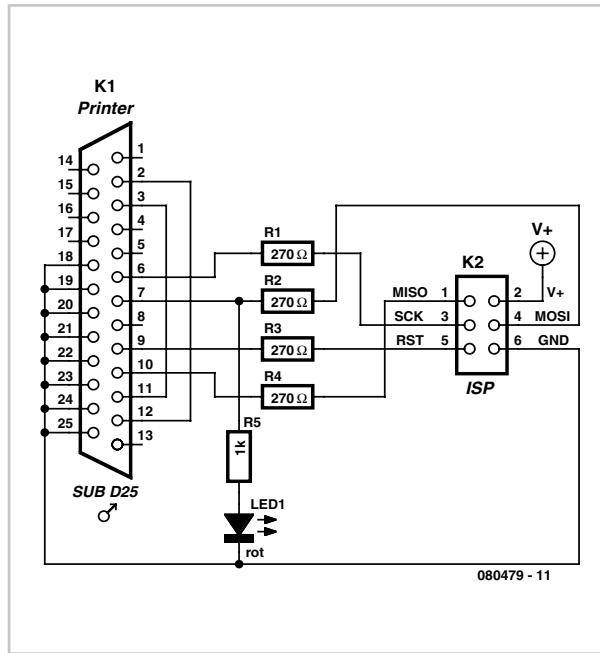 K1
Printer
1
14
2
15
3
16
4
17
5
18
6
19
7
20
8
21
9
22
10
23
11
24
12
25
13
SUB D25
R1
270 Ω
R2
270 Ω
R3
270 Ω
R4
270 Ω
R5
1k
LED1
rot
V+
K2
MISO 1
2 V+
SCK 3
4 MOSI
RST 5
6 GND
ISP
080479 - 11